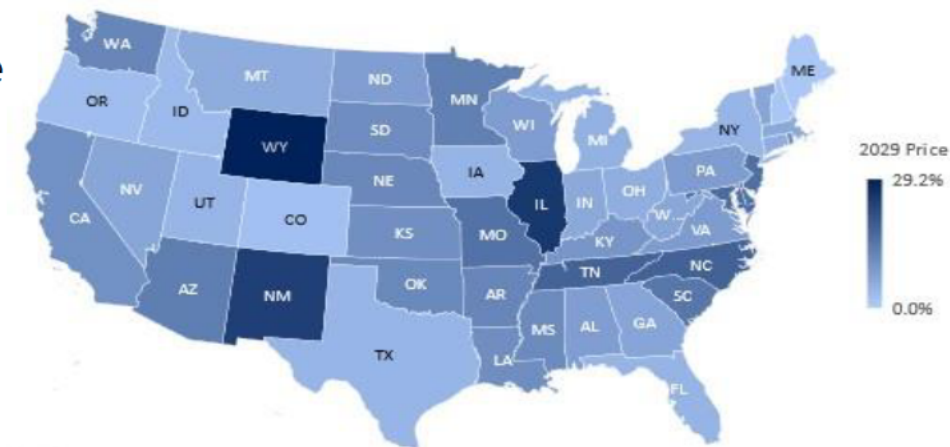 e
WA
MT
ND
MN
ME
OR
ID
SD
WI
MI
NY
WY
IA
NE
PA
NV
UT
CO
IL
IN
OH
W...
VA
CA
KS
MO
KY
AZ
NM
OK
AR
TN
NC
SC
TX
LA
MS
AL
GA
FL
2029 Price
29.2%
0.0%